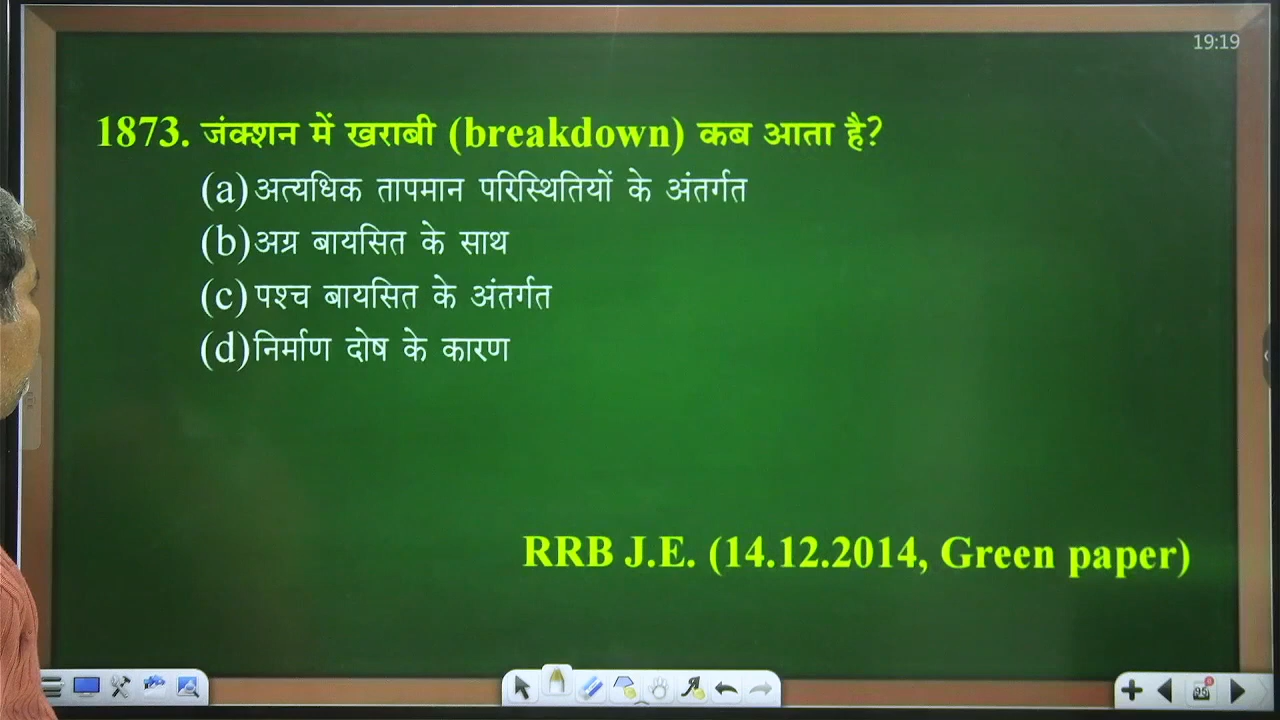 19:19
1873. जंक्शन में खराबी (breakdown) कब आता है?
(a) अत्यधिक तापमान परिस्थितियों के अंतर्गत
(b) अग्र बायसित के साथ
(c) पश्च बायसित के अंतर्गत
(d) निर्माण दोष के कारण
RRB J.E. (14.12.2014, Green paper)